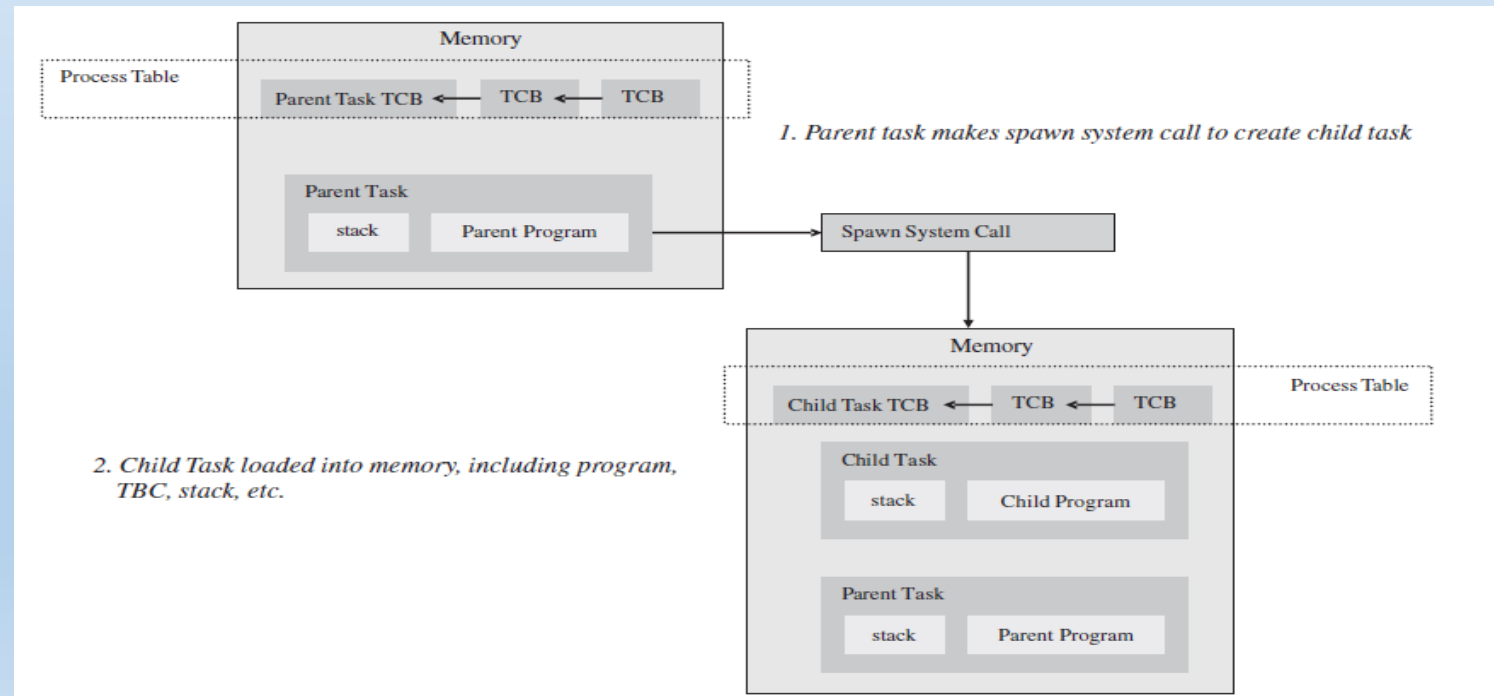 Memory
Process Table
Parent Task TCB
TCB
TCB
1. Parent task makes spawn system call to create child task
Parent Task
stack
Parent Program
Spawn System Call
Memory
Process Table
Child Task TCB
TCB
TCB
2. Child Task loaded into memory, including program,
TBC, stack, etc.
Child Task
stack
Child Program
Parent Task
stack
Parent Program